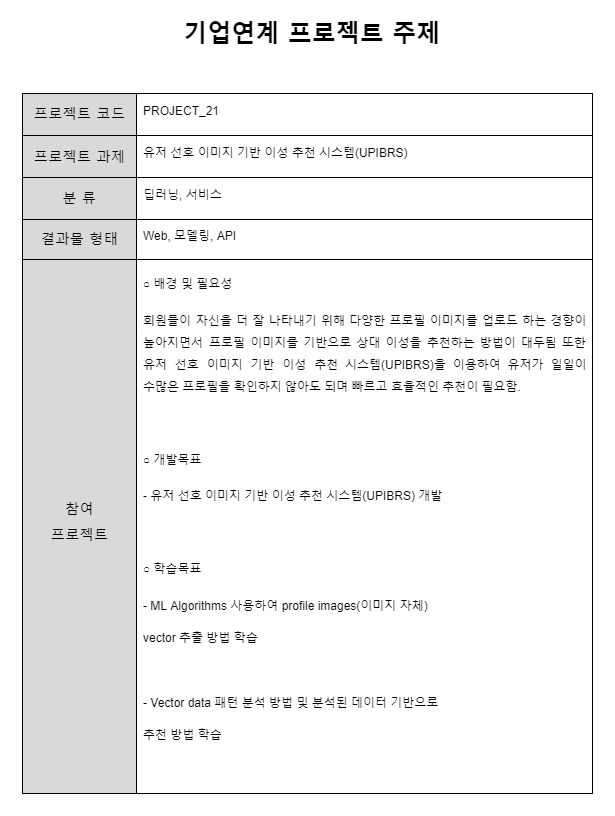 기업연계 프로젝트 주제
프로젝트 코드
PROJECT_21
프로젝트 과제
유저 선호 이미지 기반 이성 추천 시스템(UPIBRS)
분 류
딥러닝, 서비스
결과물 형태
Web, 모델링, API
참여
프로젝트
○ 배경 및 필요성
회원들이 자신을 더 잘 나타내기 위해 다양한 프로필 이미지를 업로드 하는 경향이
높아지면서 프로필 이미지를 기반으로 상대 이성을 추천하는 방법이 대두됨 또한
유저 선호 이미지 기반 이성 추천 시스템(UPIBRS)을 이용하여 유저가 일일이
수많은 프로필을 확인하지 않아도 되며 빠르고 효율적인 추천이 필요함.
○ 개발목표
- 유저 선호 이미지 기반 이성 추천 시스템(UPIBRS) 개발
○ 학습목표
- ML Algorithms 사용하여 profile images(이미지 자체)
vector 추출 방법 학습
- Vector data 패턴 분석 방법 및 분석된 데이터 기반으로
추천 방법 학습